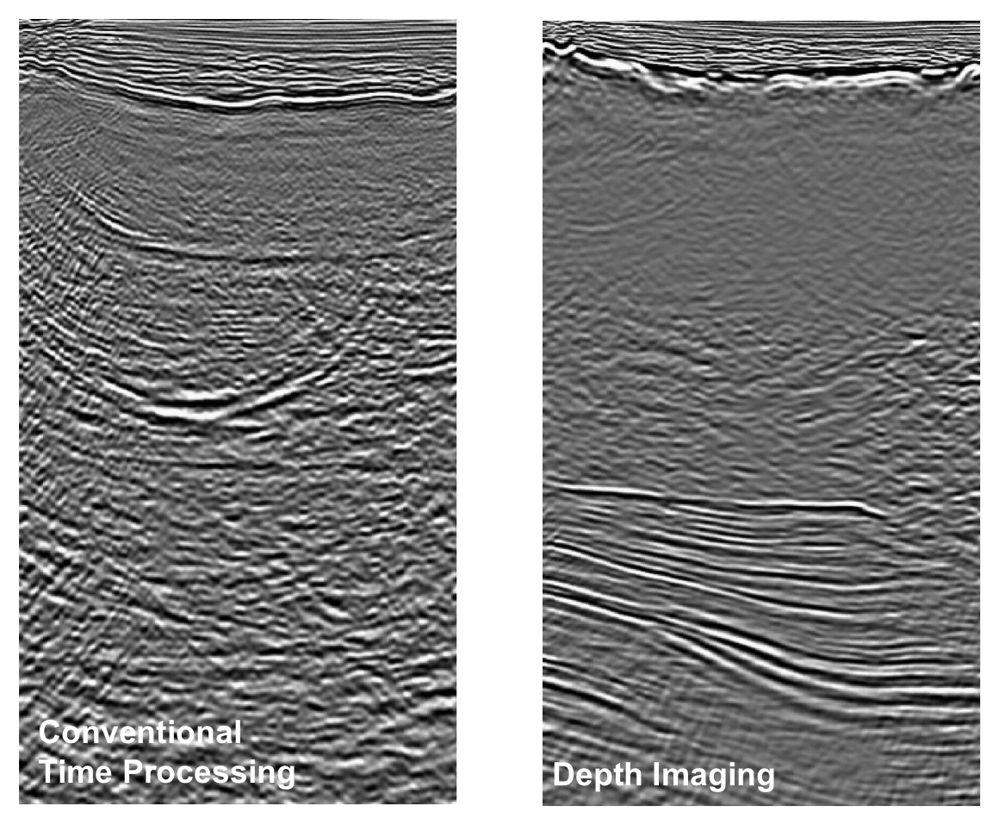 Conventional
Time Processing
Depth Imaging